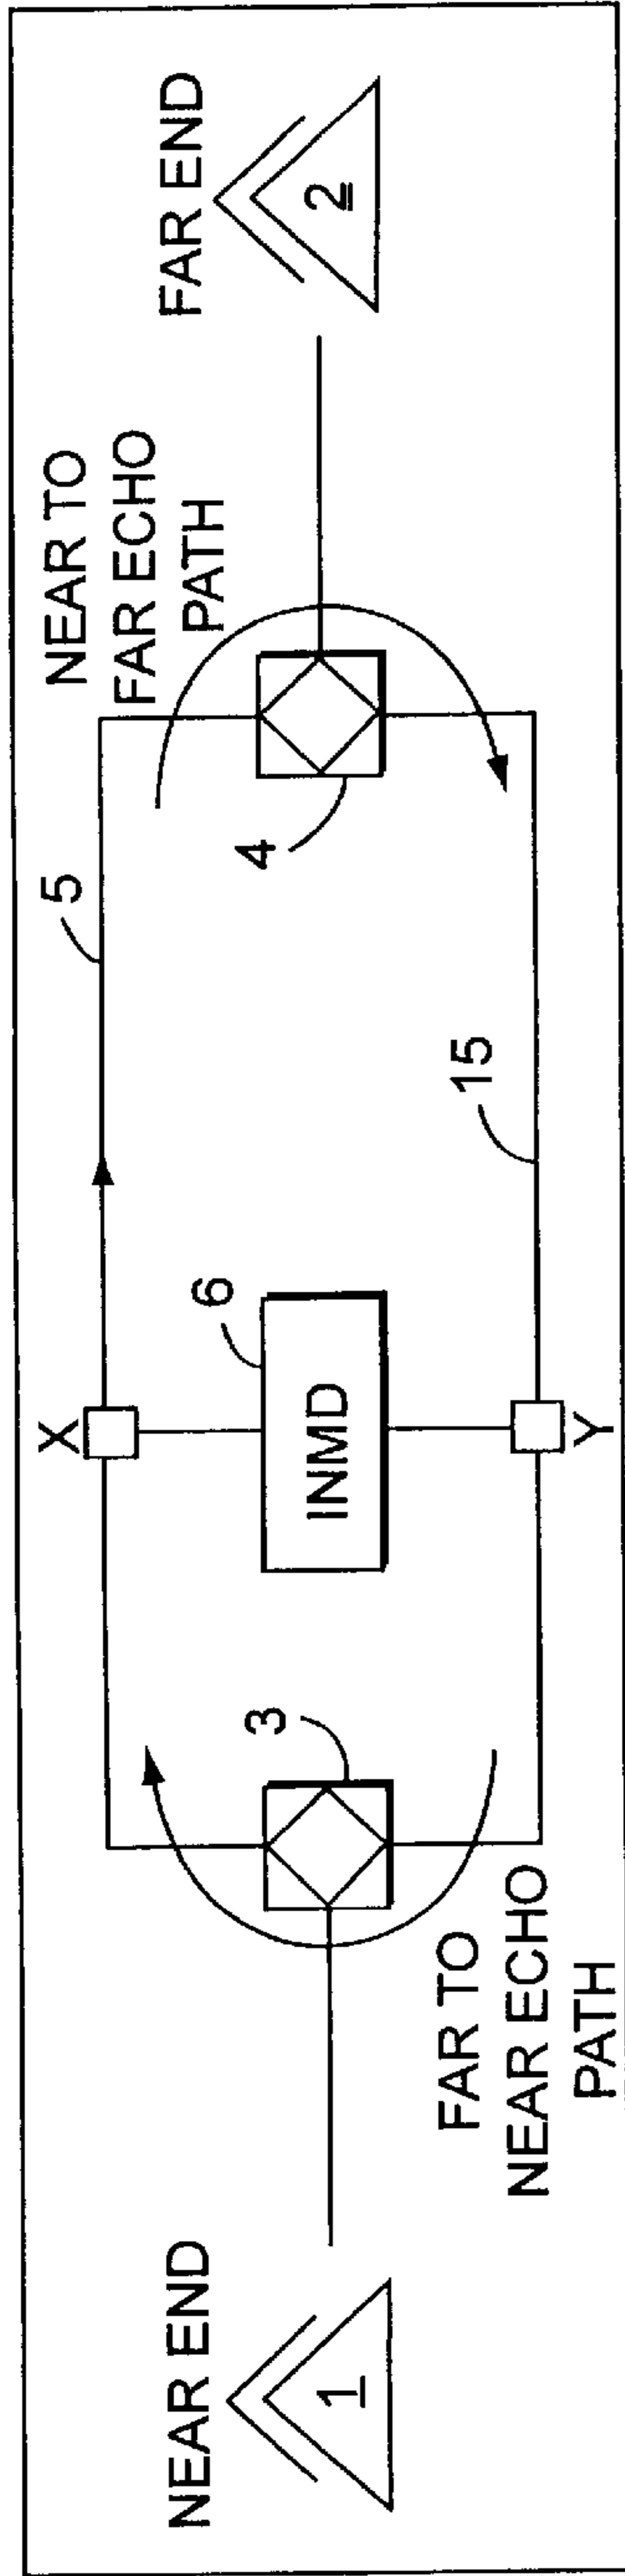 NEAR END
1
FAR TO
NEAR ECHO
PATH
3
X
INMD
6
Y
5
15
4
NEAR TO
FAR ECHO
PATH
FAR END
2